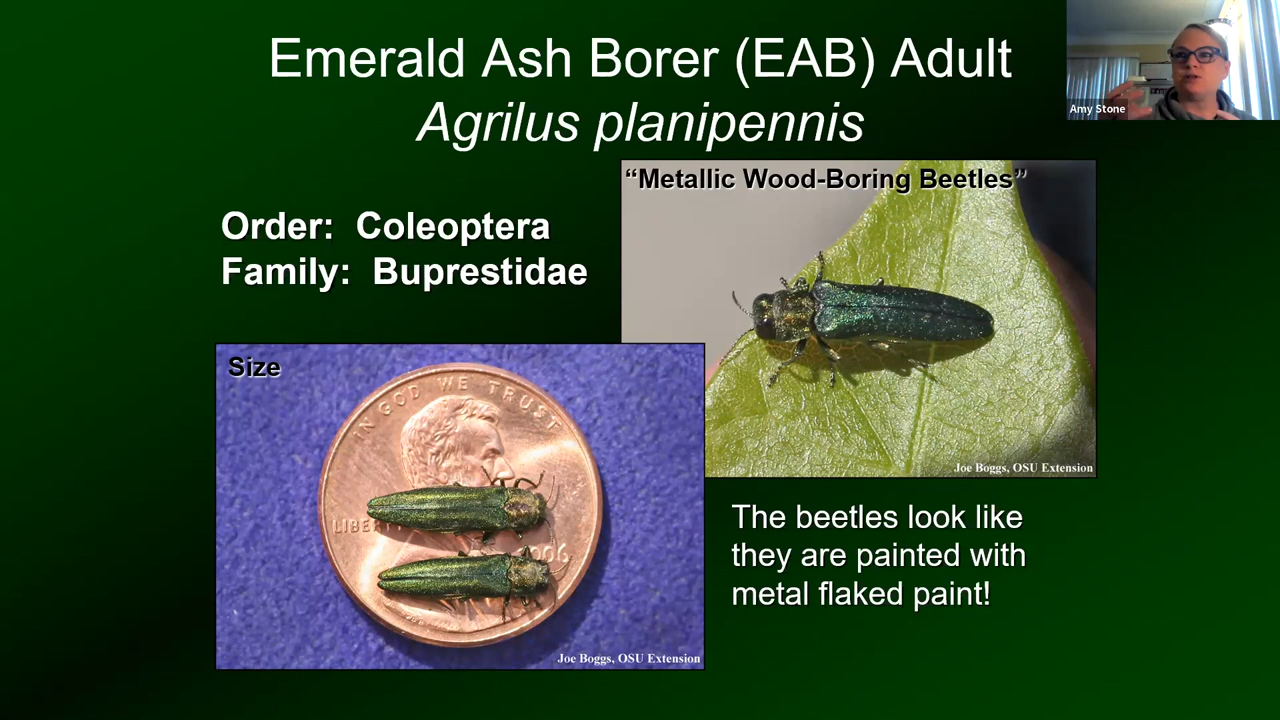 Emerald Ash Borer (EAB) Adult
Agrilus planipennis
Amy Stone
“Metallic Wood-Boring Beetles”
Order: Coleoptera
Family: Buprestidae
Joe Boggs, OSU Extension
Size
IN GOD WE TRUST
LIBER
2006
Joe Boggs, OSU Extension
The beetles look like
they are painted with
metal flaked paint!